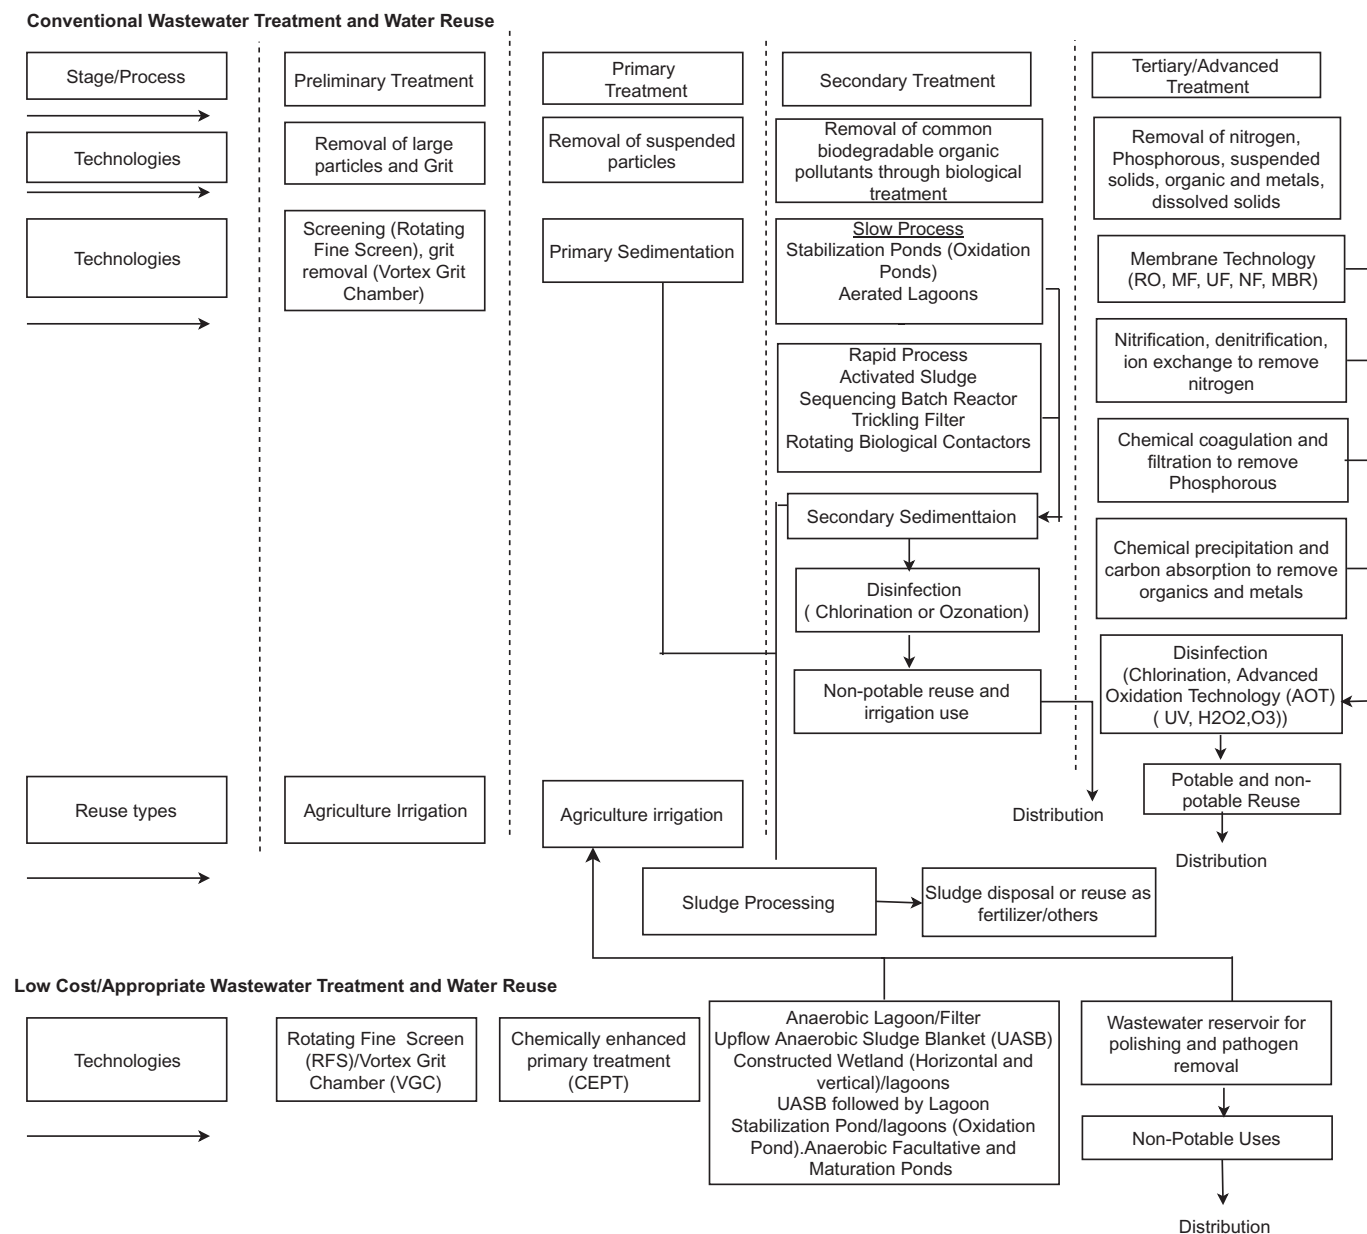 Conventional Wastewater Treatment and Water Reuse
Stage/Process
Preliminary Treatment
Primary
Treatment
Secondary Treatment
Tertiary/Advanced
Treatment
Technologies
Removal of large
particles and Grit
Removal of suspended
particles
Removal of common
biodegradable organic
pollutants through biological
treatment
Removal of nitrogen,
Phosphorous, suspended
solids, organic and metals,
dissolved solids
Technologies
Screening (Rotating
Fine Screen), grit
removal (Vortex Grit
Chamber)
Primary Sedimentation
Slow Process
Stabilization Ponds (Oxidation
Ponds)
Aerated Lagoons
Membrane Technology
(RO, MF, UF, NF, MBR)
Rapid Process
Activated Sludge
Sequencing Batch Reactor
Trickling Filter
Rotating Biological Contactors
Nitrification, denitrification,
ion exchange to remove
nitrogen
Chemical coagulation and
filtration to remove
Phosphorous
Secondary Sedimenttaion
Chemical precipitation and
carbon absorption to remove
organics and metals
Disinfection
( Chlorination or Ozonation)
Non-potable reuse and
irrigation use
Disinfection
(Chlorination, Advanced
Oxidation Technology (AOT)
( UV, H2O2,O3))
Reuse types
Agriculture Irrigation
Agriculture irrigation
Distribution
Potable and non-
potable Reuse
Distribution
Sludge Processing
Sludge disposal or reuse as
fertilizer/others
Low Cost/Appropriate Wastewater Treatment and Water Reuse
Technologies
Rotating Fine Screen
(RFS)/Vortex Grit
Chamber (VGC)
Chemically enhanced
primary treatment
(CEPT)
Anaerobic Lagoon/Filter
Upflow Anaerobic Sludge Blanket (UASB)
Constructed Wetland (Horizontal and
vertical)/lagoons
UASB followed by Lagoon
Stabilization Pond/lagoons (Oxidation
Pond).Anaerobic Facultative and
Maturation Ponds
Wastewater reservoir for
polishing and pathogen
removal
Non-Potable Uses
Distribution